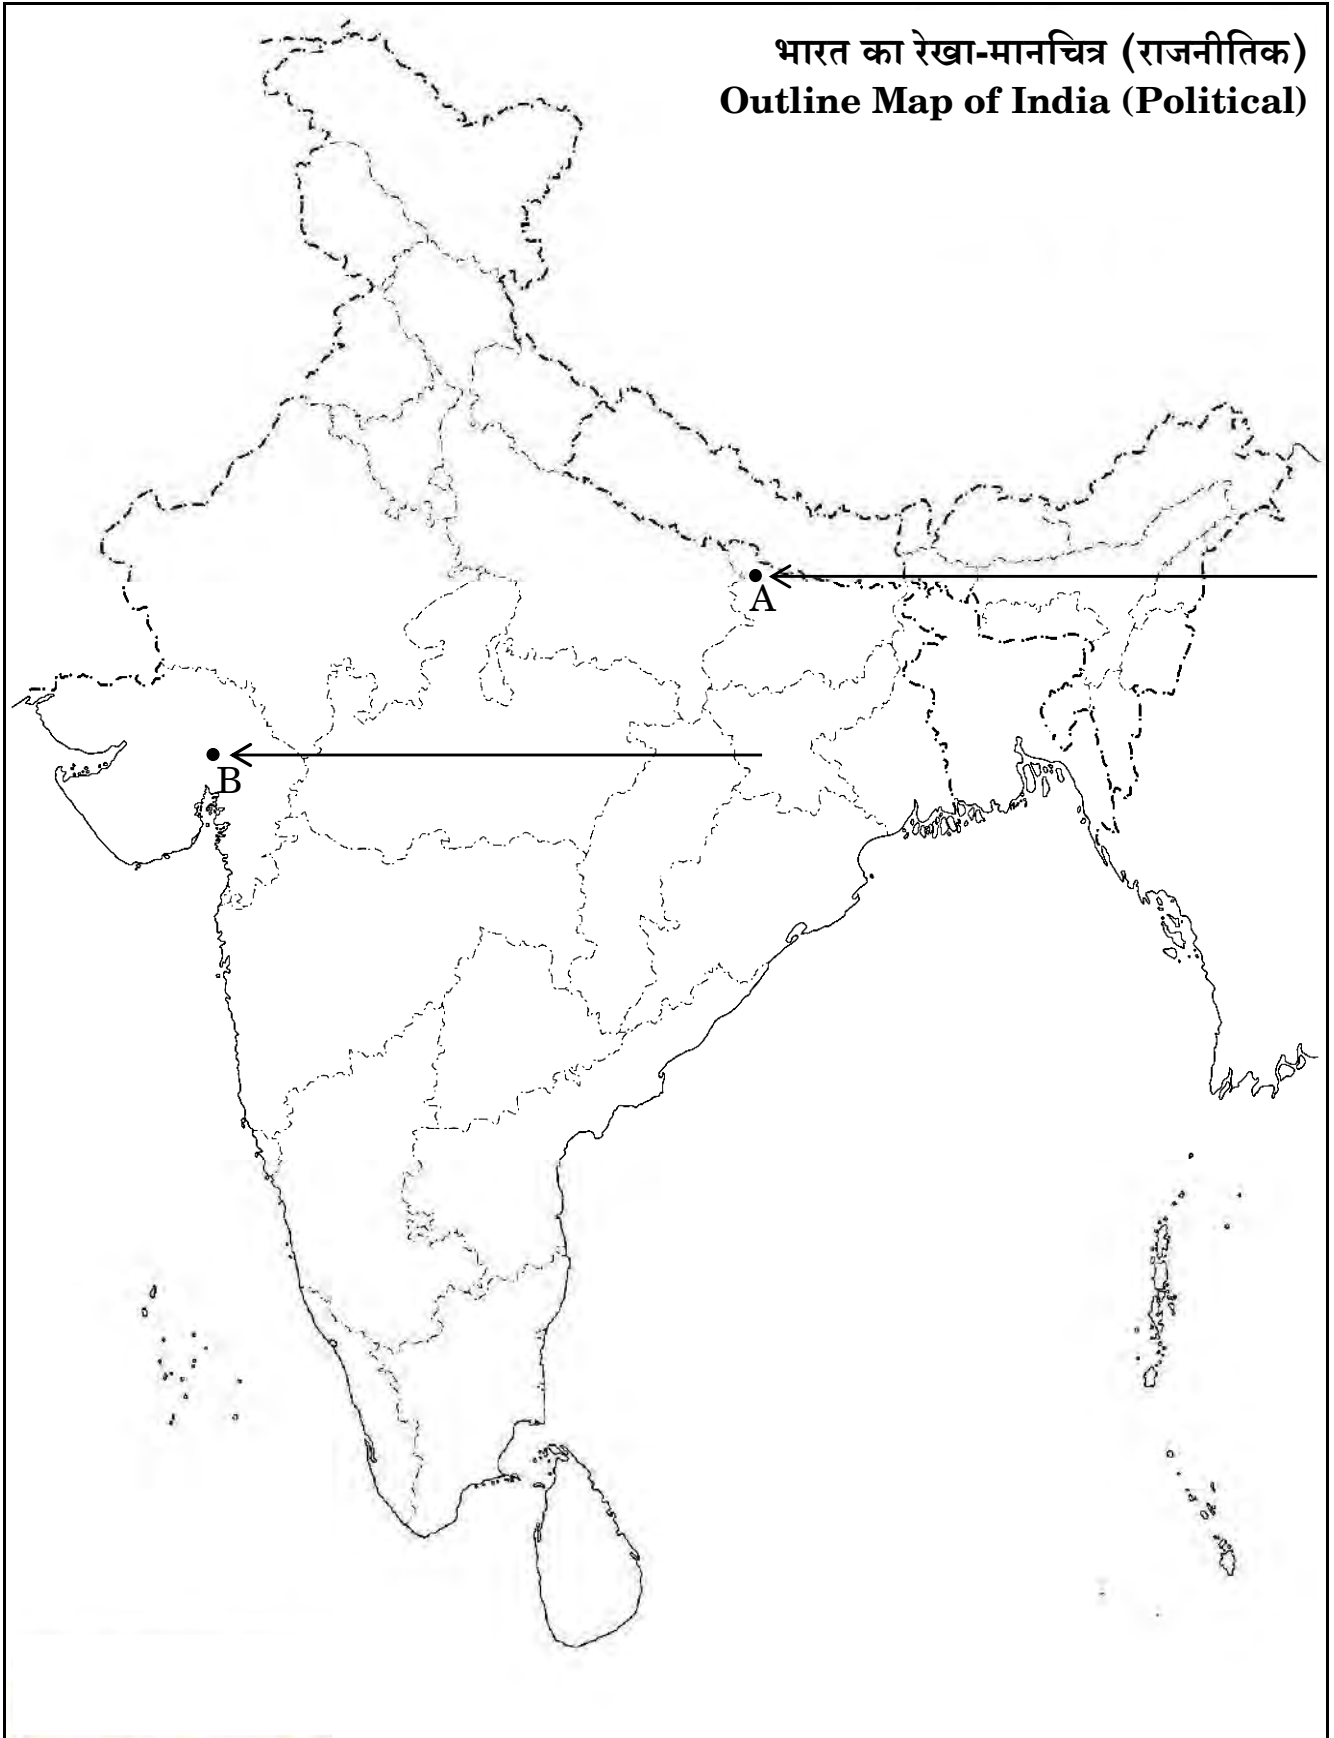 भारत का रेखा-मानचित्र (राजनीतिक)
Outline Map of India (Political)
A
B